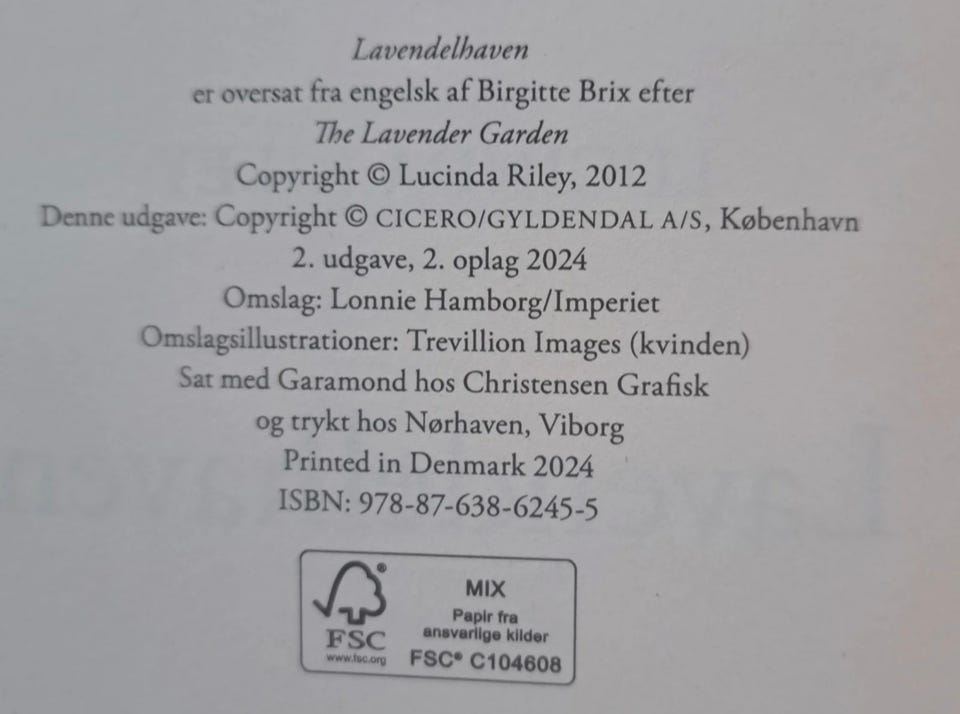 Lavendelhaven
er oversat fra engelsk af Birgitte Brix efter
The Lavender Garden
Copyright © Lucinda Riley, 2012
Denne udgave: Copyright © CICERO/GYLDENDAL A/S, København
2. udgave, 2. oplag 2024
Omslag: Lonnie Hamborg/Imperiet
Omslagsillustrationer: Trevillion Images (kvinden)
Sat med Garamond hos Christensen Grafisk
og trykt hos Nørhaven, Viborg
Printed in Denmark 2024
ISBN: 978-87-638-6245-5
®
FSC
www.fsc.org
MIX
Papir fra
ansvarlige kilder
FSC® C104608